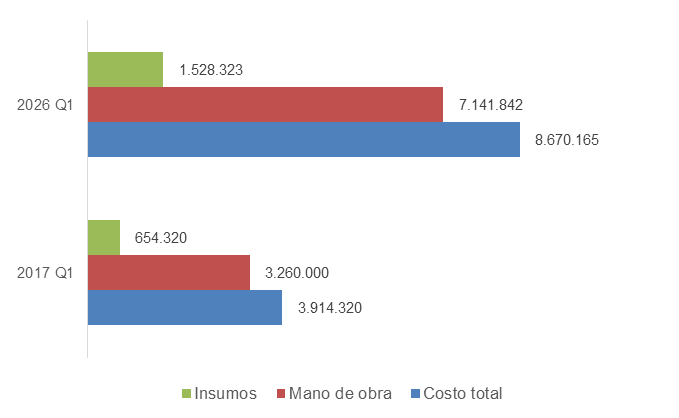 1.528.323
2026 Q1
7.141.842
8.670.165
654.320
2017 Q1
3.260.000
3.914.320
Insumos Mano de obra Costo total